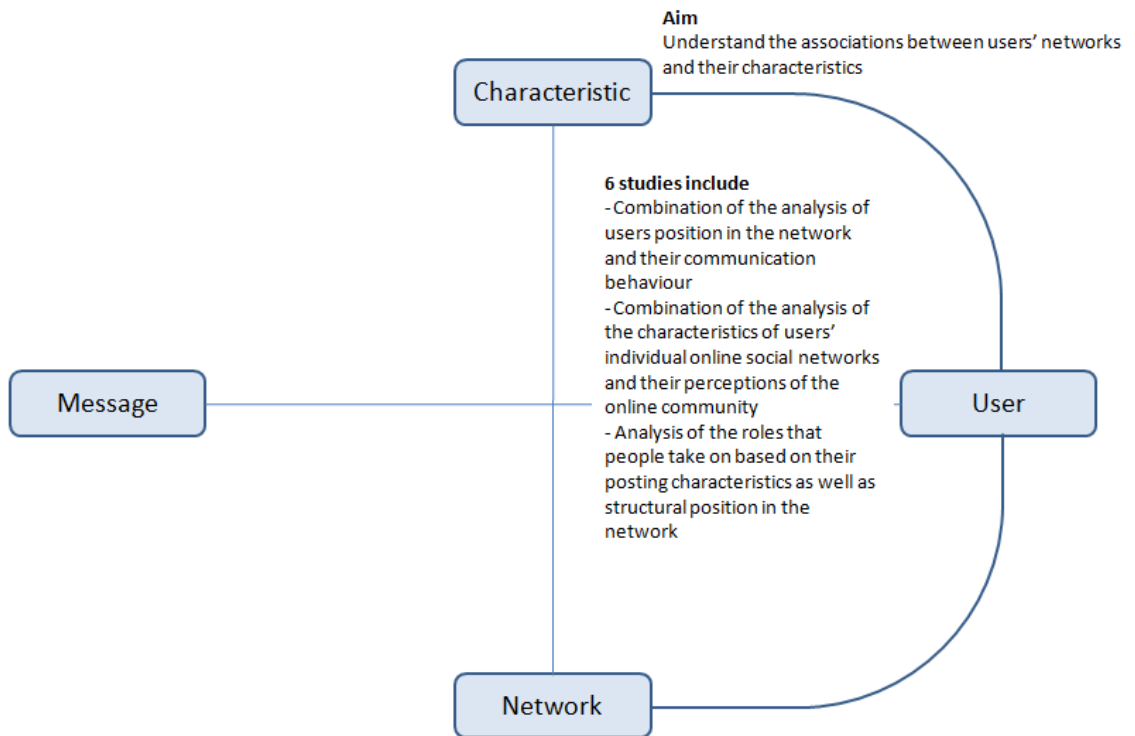 Aim
Understand the associations between users’ networks
and their characteristics
Characteristic
6 studies include
- Combination of the analysis of
users position in the network
and their communication
behaviour
- Combination of the analysis of
the characteristics of users’
individual online social networks
and their perceptions of the
online community
- Analysis of the roles that
people take on based on their
posting characteristics as well as
structural position in the
network
Message
User
Network